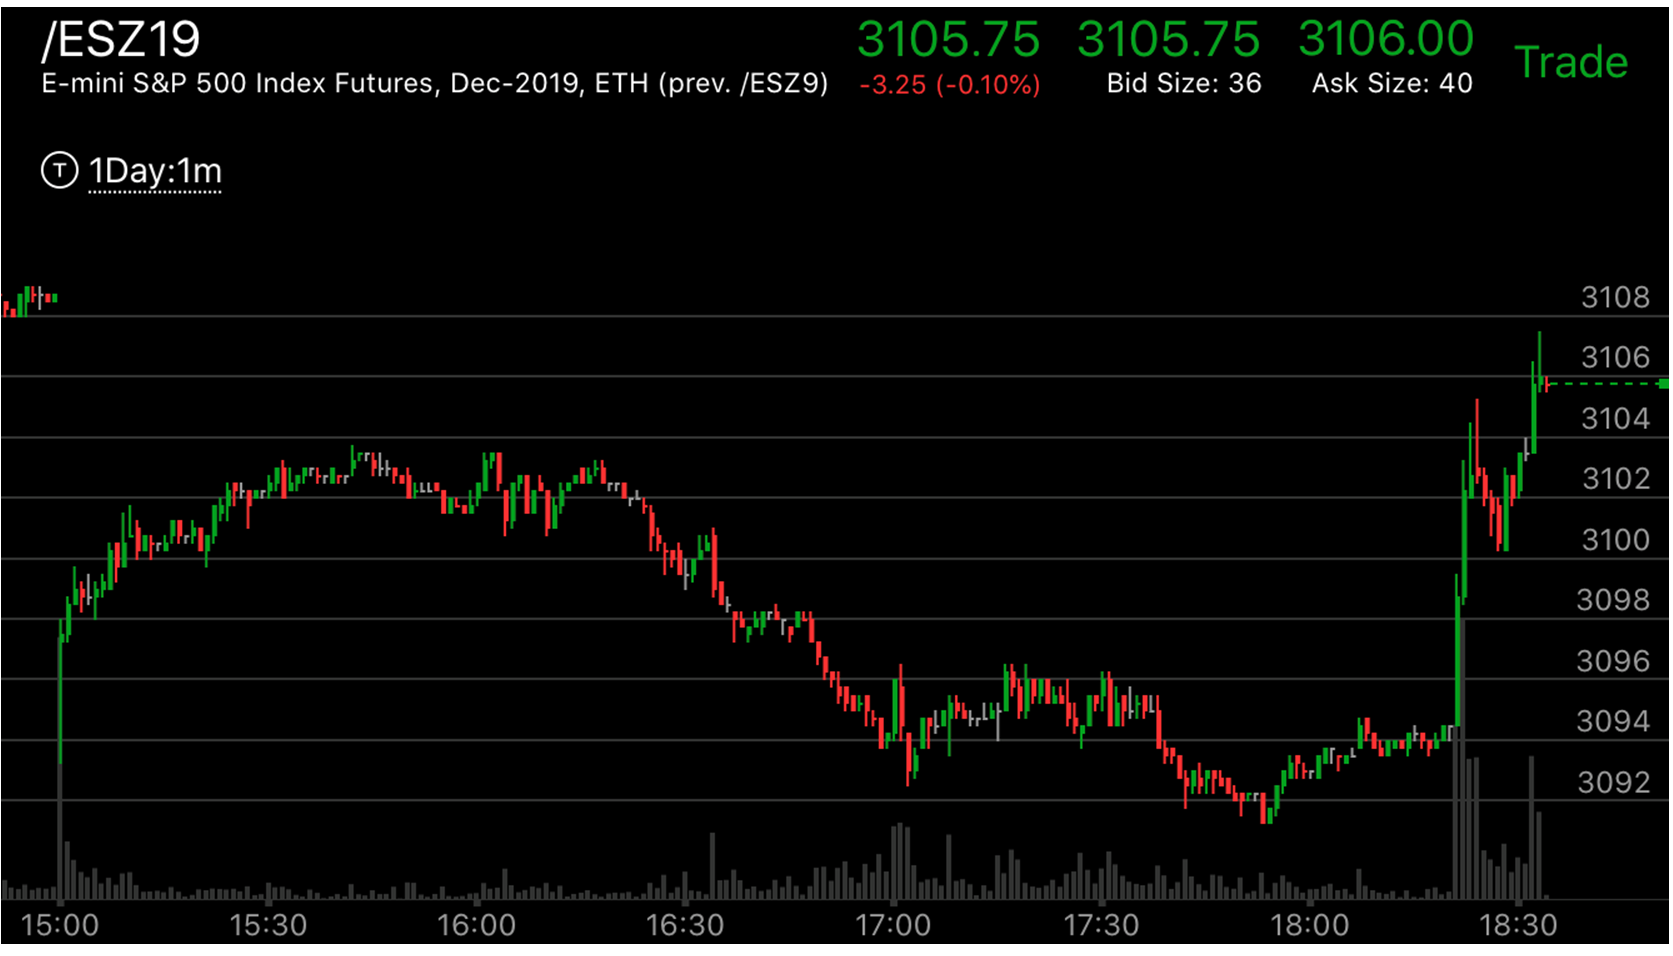 /ESZ19
3105.75 3105.75 3106.00 Trade
E-mini S&P 500 Index Futures, Dec-2019, ETH (prev. /ESZ9)
-3.25 (-0.10%) Bid Size: 36 Ask Size: 40
T 1Day:1m
3108
3106
3104
3102
3100
3098
3096
3094
3092
15:00 15:30 16:00 16:30 17:00 17:30 18:00 18:30